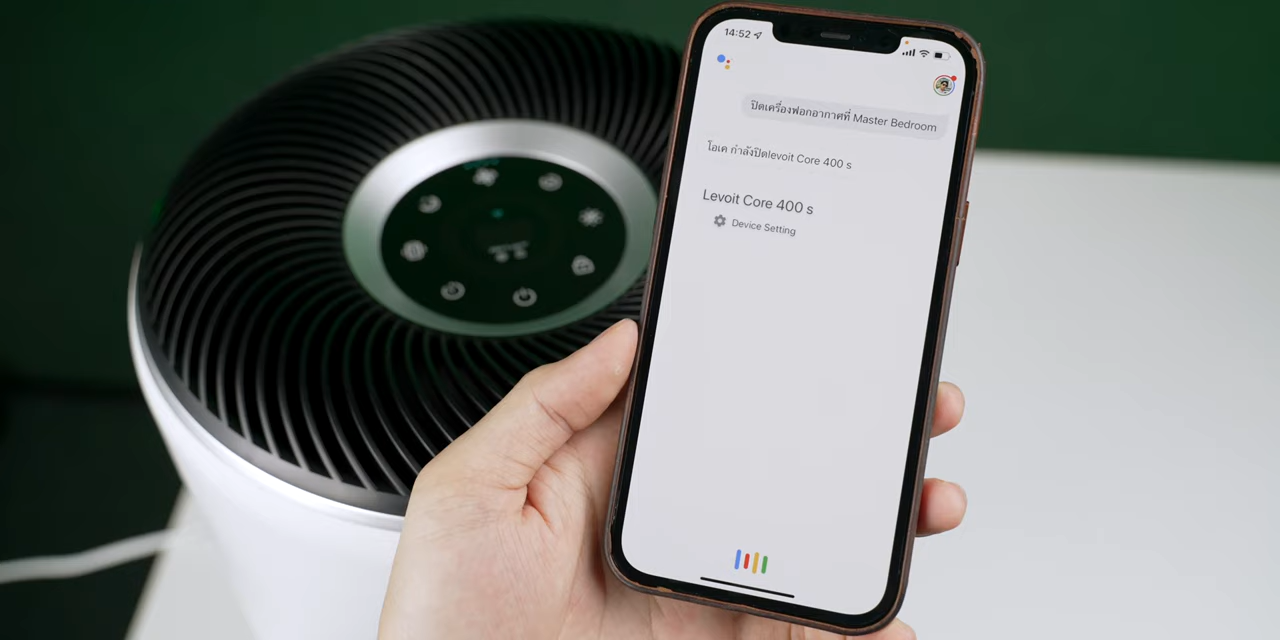 14:52
ปิดเครื่องฟอกอากาศที่ Master Bedroom
โอเค กำลังปิดlevoit Core 400 s
Levoit Core 400 s
Device Setting